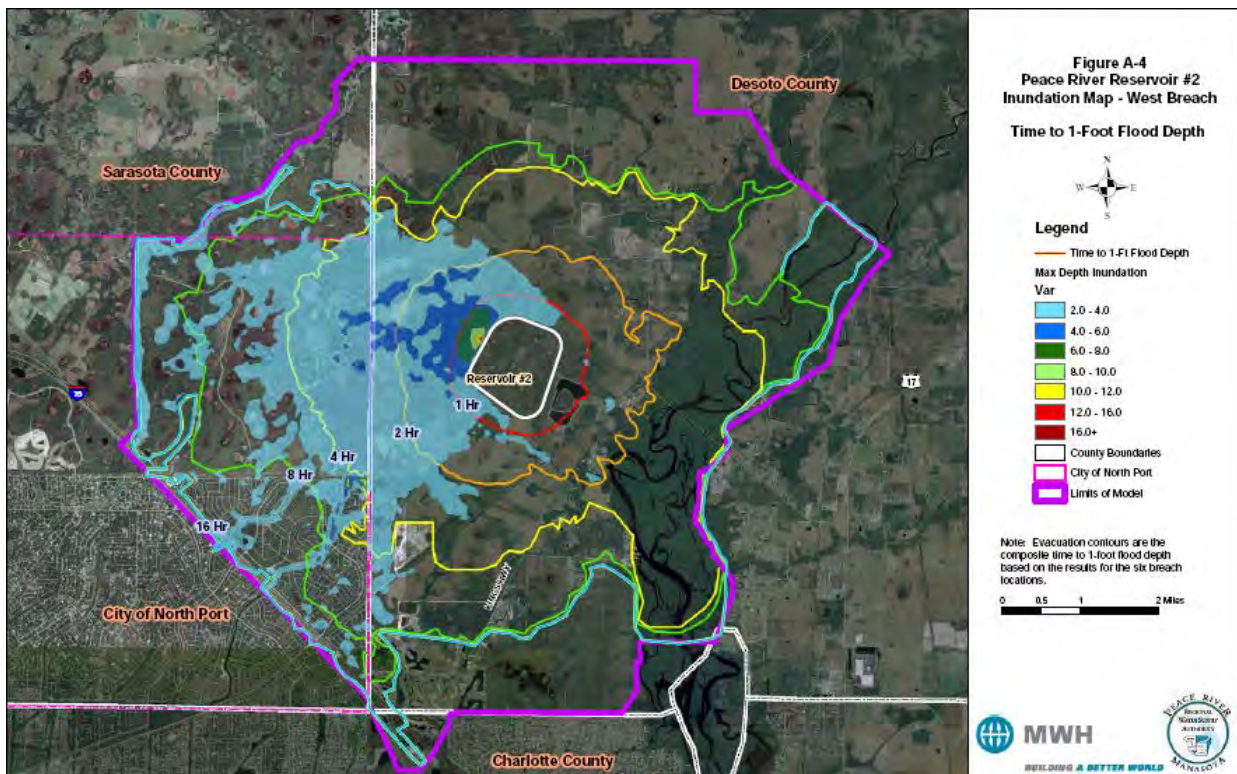 Desoto County
Sarasota County
Reservoir #2
1 Hr
2 Hr
4 Hr
8 Hr
16 Hr
75
17
City of North Port
Charlotte County
Figure A-4
Peace River Reservoir #2
Inundation Map - West Breach
Time to 1-Foot Flood Depth
N
W
E
S
Legend
Time to 1-Ft Flood Depth
Max Depth Inundation
Var
2.0 - 4.0
4.0 - 6.0
6.0 - 8.0
8.0 - 10.0
10.0 - 12.0
12.0 - 16.0
16.0+
County Boundaries
City of North Port
Limits of Model
Note: Evacuation contours are the
composite time to 1-foot flood depth
based on the results for the six breach
locations.
0 0.5 1 2 Miles
MWH
BUILDING A BETTER WORLD
PEACE RIVER
REGIONAL
WATER SUPPLY
AUTHORITY
MANASOTA